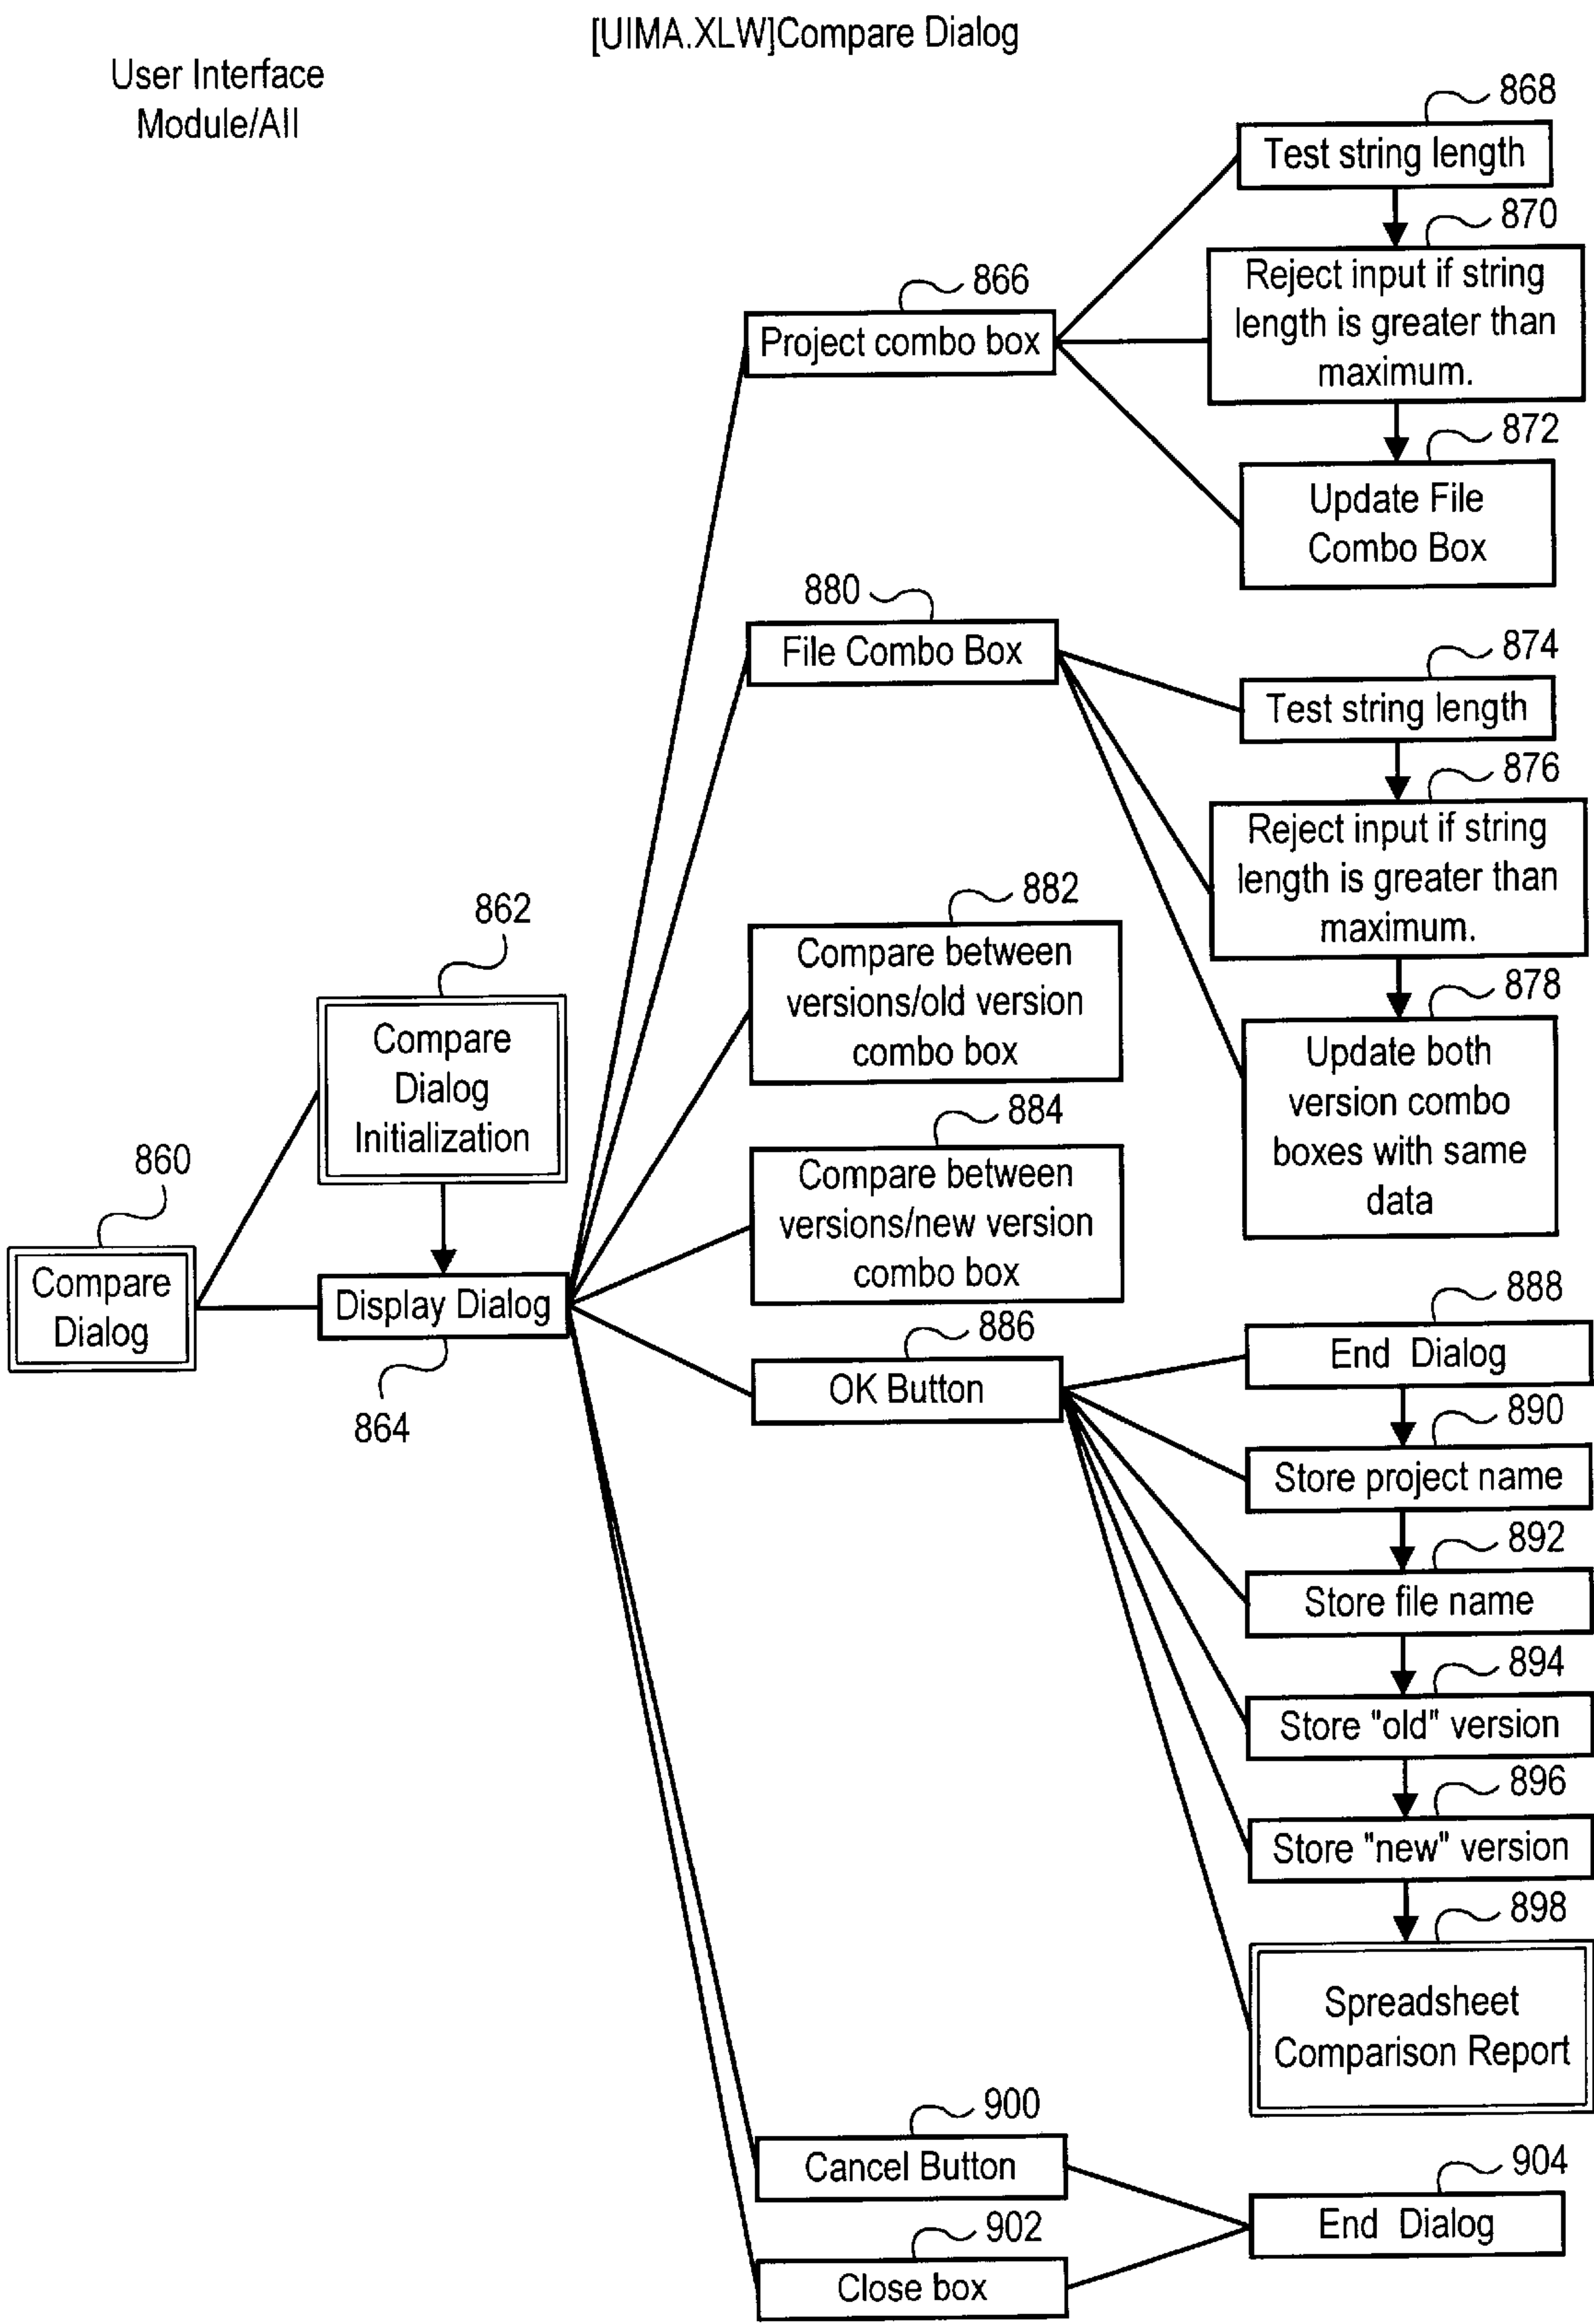 [UIMA.XLW]Compare Dialog
User Interface
Module/All
868
Test string length
870
Reject input if string
length is greater than
maximum.
866
Project combo box
872
Update File
Combo Box
880
File Combo Box
874
Test string length
876
Reject input if string
length is greater than
maximum.
882
Compare between
versions/old version
combo box
878
Update both
version combo
boxes with same
data
862
Compare
Dialog
Initialization
884
Compare between
versions/new version
combo box
860
Compare
Dialog
Display Dialog
864
886
OK Button
888
End Dialog
890
Store project name
892
Store file name
894
Store "old" version
896
Store "new" version
898
Spreadsheet
Comparison Report
900
Cancel Button
902
Close box
904
End Dialog